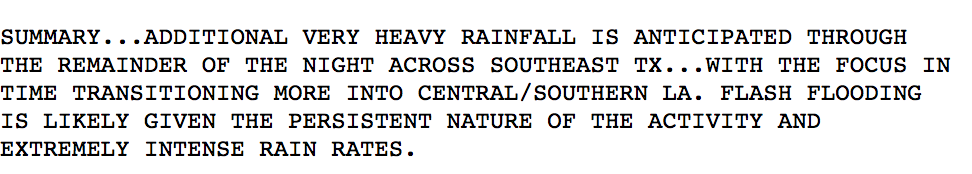 SUMMARY...ADDITIONAL VERY HEAVY RAINFALL IS ANTICIPATED THROUGH
THE REMAINDER OF THE NIGHT ACROSS SOUTHEAST TX...WITH THE FOCUS IN
TIME TRANSITIONING MORE INTO CENTRAL/SOUTHERN LA. FLASH FLOODING
IS LIKELY GIVEN THE PERSISTENT NATURE OF THE ACTIVITY AND
EXTREMELY INTENSE RAIN RATES.